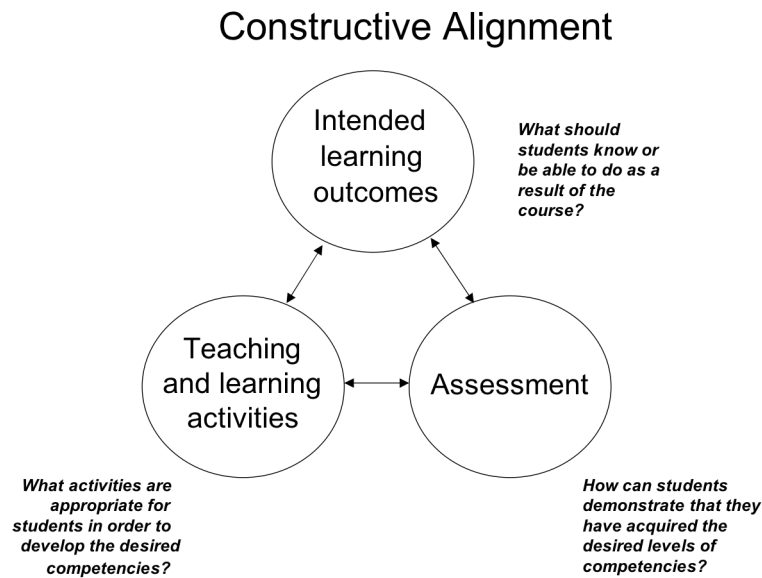 Constructive Alignment
Intended
learning
outcomes
What should
students know or
be able to do as a
result of the
course?
Teaching
and learning
activities
Assessment
What activities are
appropriate for
students in order to
develop the desired
competencies?
How can students
demonstrate that they
have acquired the
desired levels of
competencies?